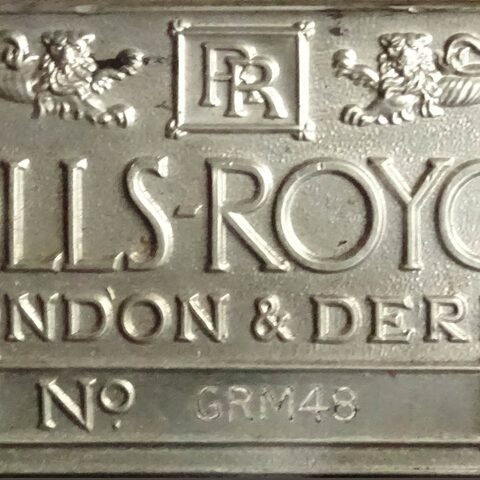 RR
LLS-ROYC
NDON & DER
No GRM48